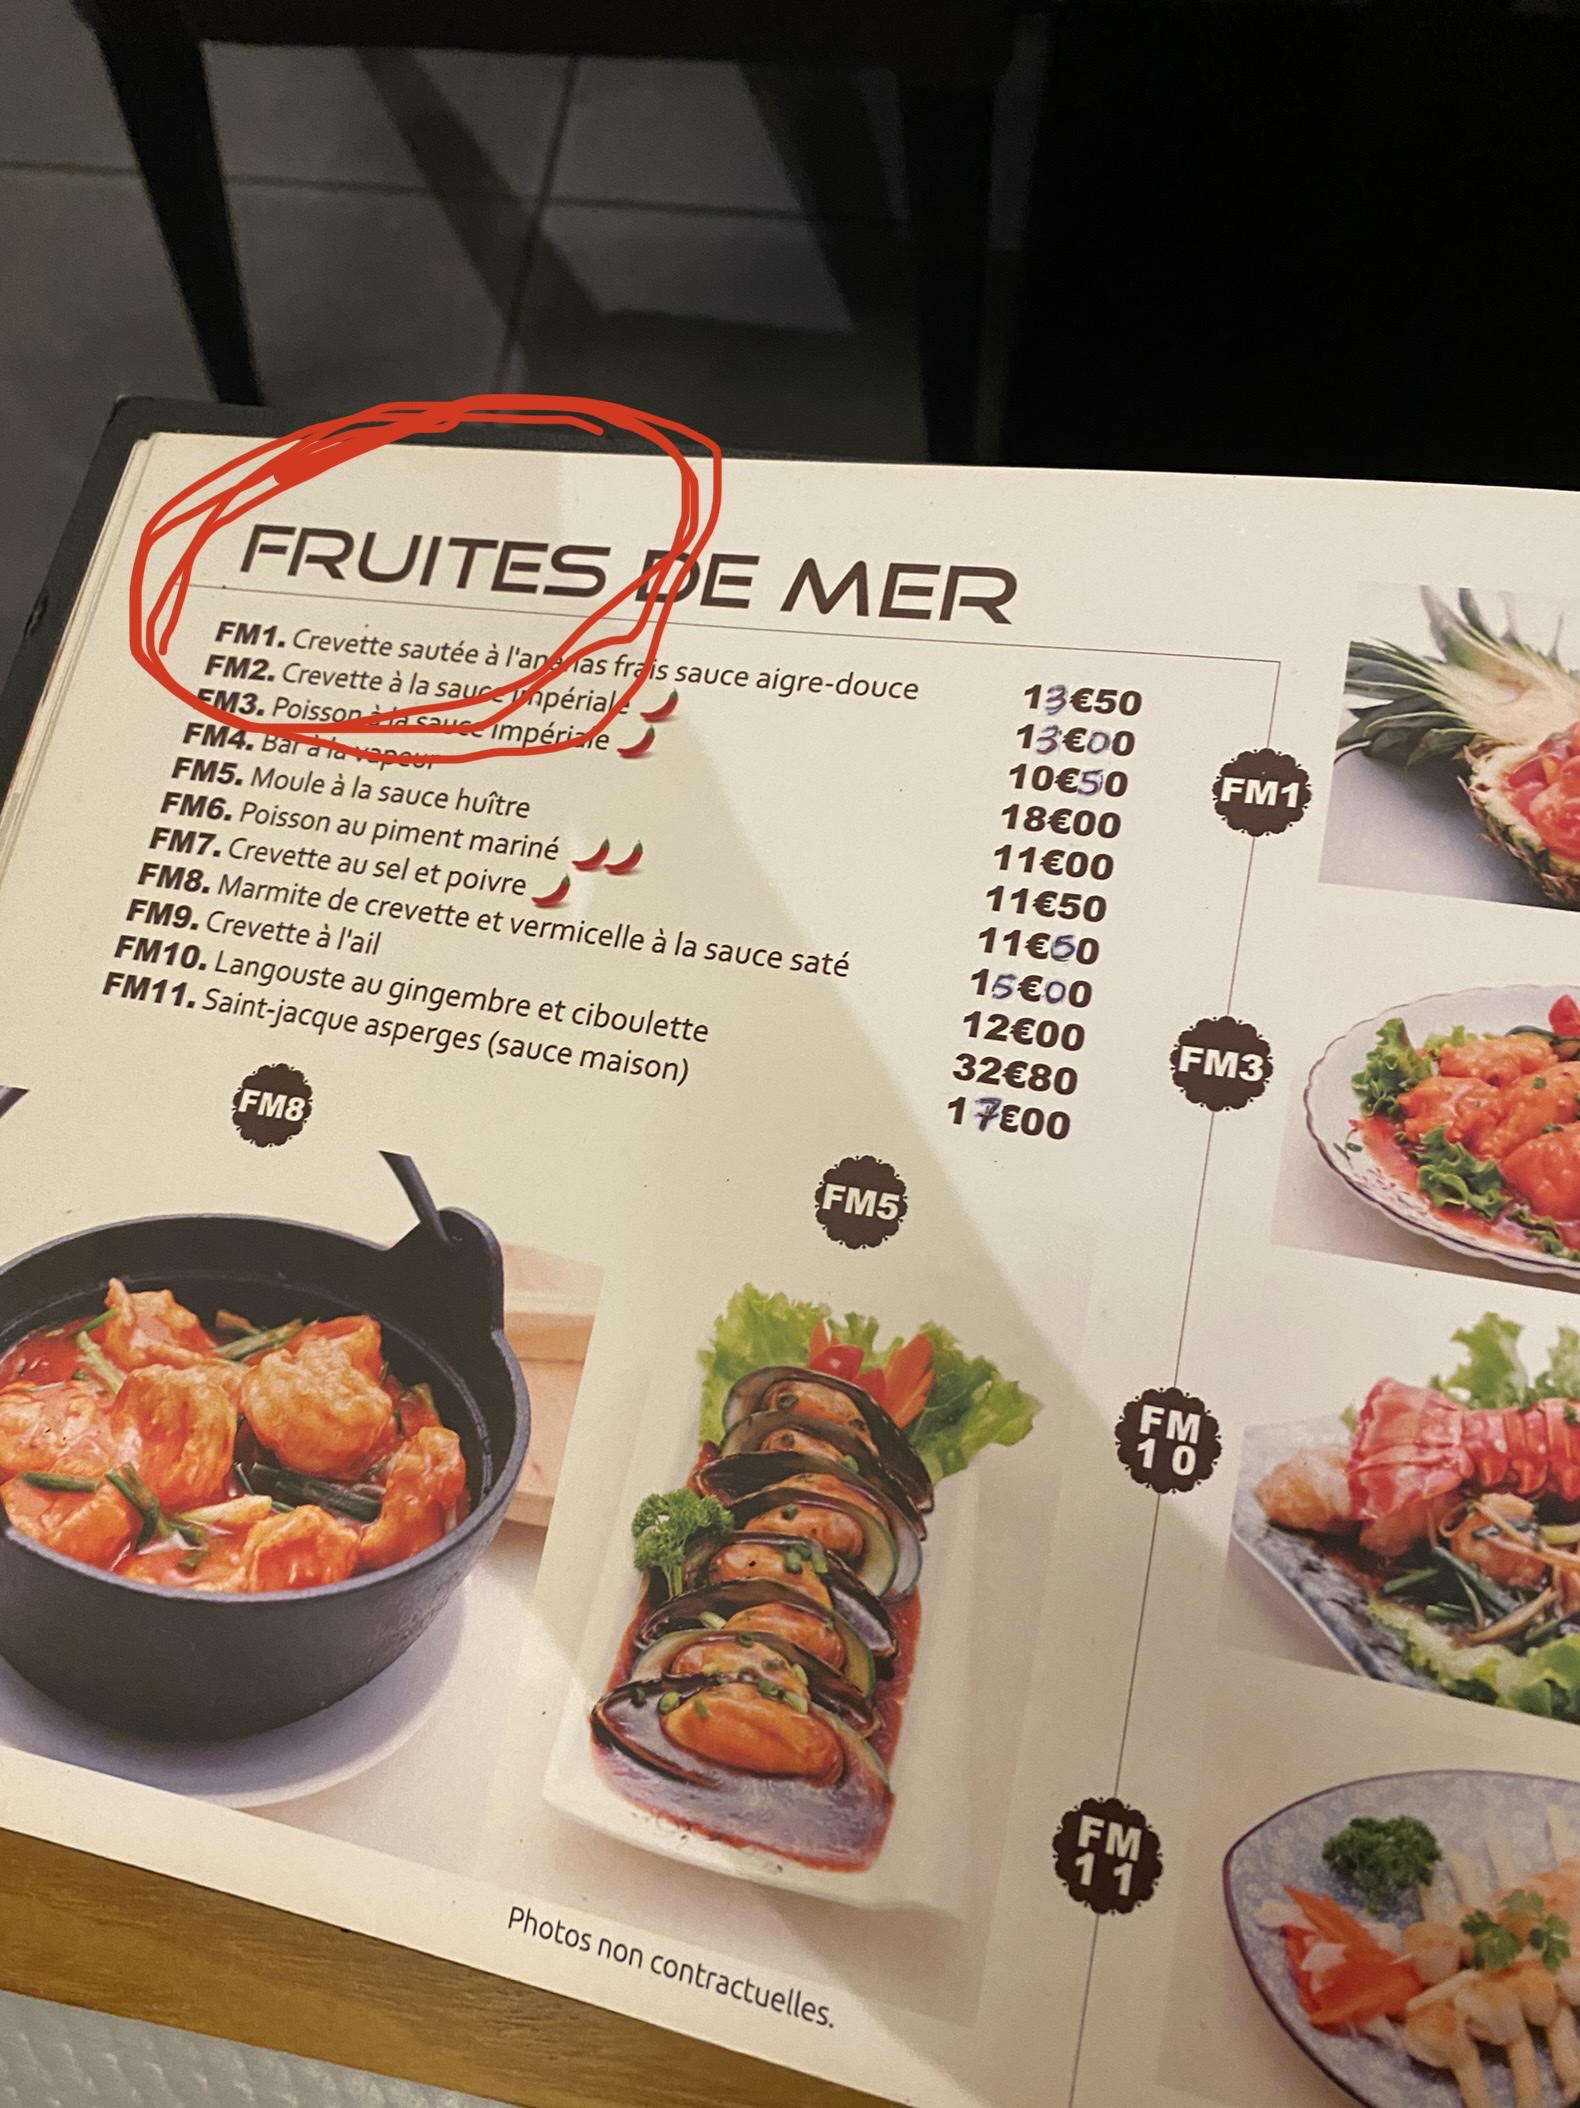 FRUITES DE MER
FM1. Crevette sautée à l'ananas frais sauce aigre-douce 13€50
FM2. Crevette à la sauce impériale 13€00
FM3. Poisson à la sauce impériale 10€50
FM4. Bar à la vapeur 18€00
FM5. Moule à la sauce huître 11€00
FM6. Poisson au piment mariné 11€50
FM7. Crevette au sel et poivre 11€50
FM8. Marmite de crevette et vermicelle à la sauce saté 15€00
FM9. Crevette à l'ail 12€00
FM10. Langouste au gingembre et ciboulette 32€80
FM11. Saint-jacque asperges (sauce maison) 17€00
FM1
FM3
FM8
FM5
FM
10
FM
11
Photos non contractuelles.